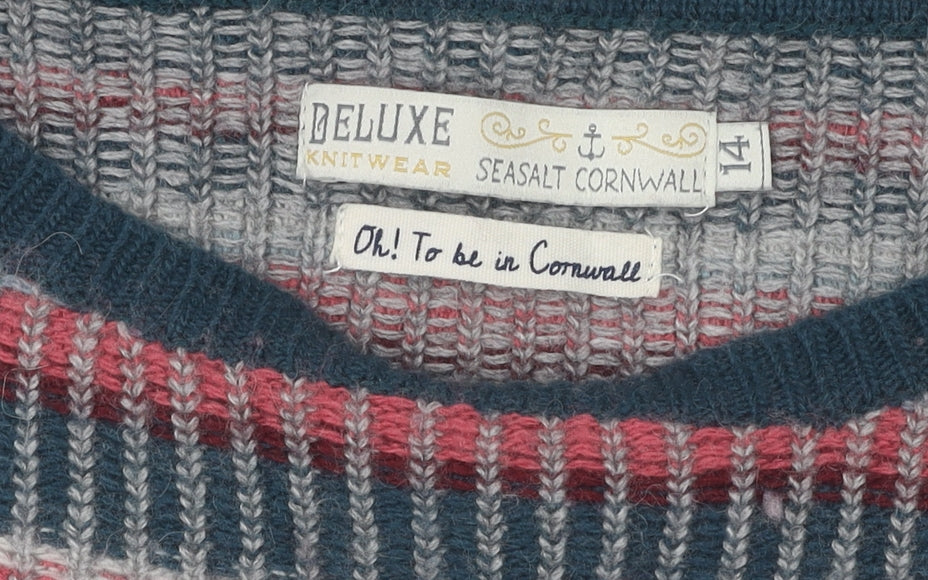 DELUXE
KNITWEAR
SEASALT CORNWALL
14
Oh! To be in Cornwall